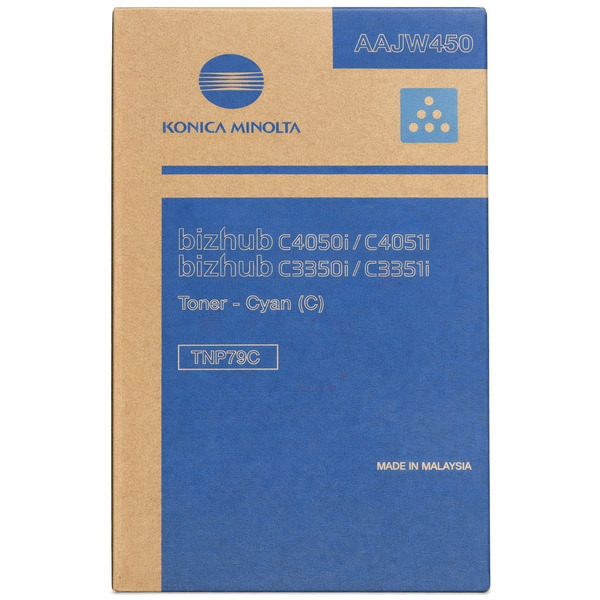 AAJW450
KONICA MINOLTA
bizhub C4050i / C4051i
bizhub C3350i / C3351i
Toner - Cyan (C)
TNP79C
MADE IN MALAYSIA